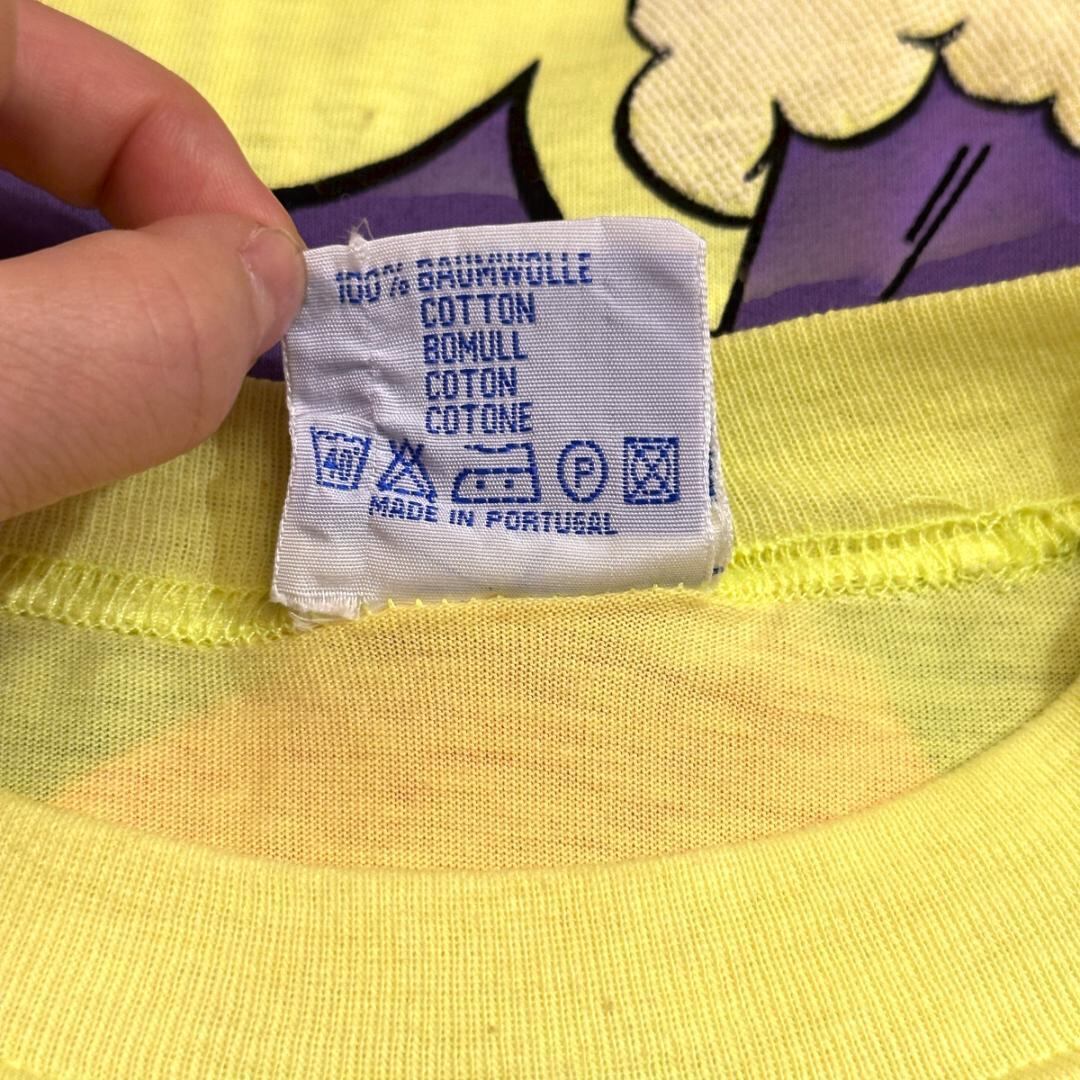 100% BAUMWOLLE
COTTON
BOMULL
COTON
COTONE
40 P
MADE IN PORTUGAL